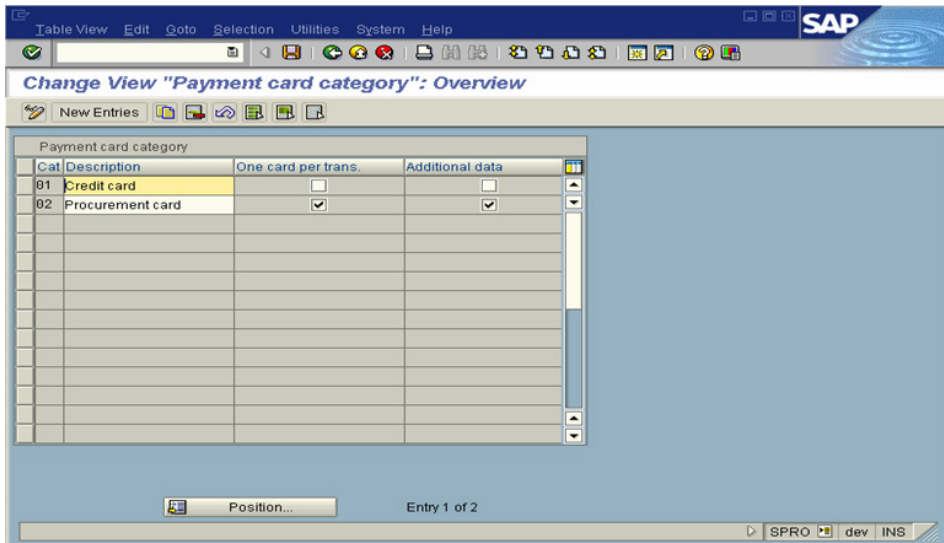 Table View Edit Goto Selection Utilities System Help
SAP
Change View "Payment card category": Overview
New Entries
Payment card category
Cat Description One card per trans. Additional data
01 Credit card
02 Procurement card
Position... Entry 1 of 2
SPRO dev INS